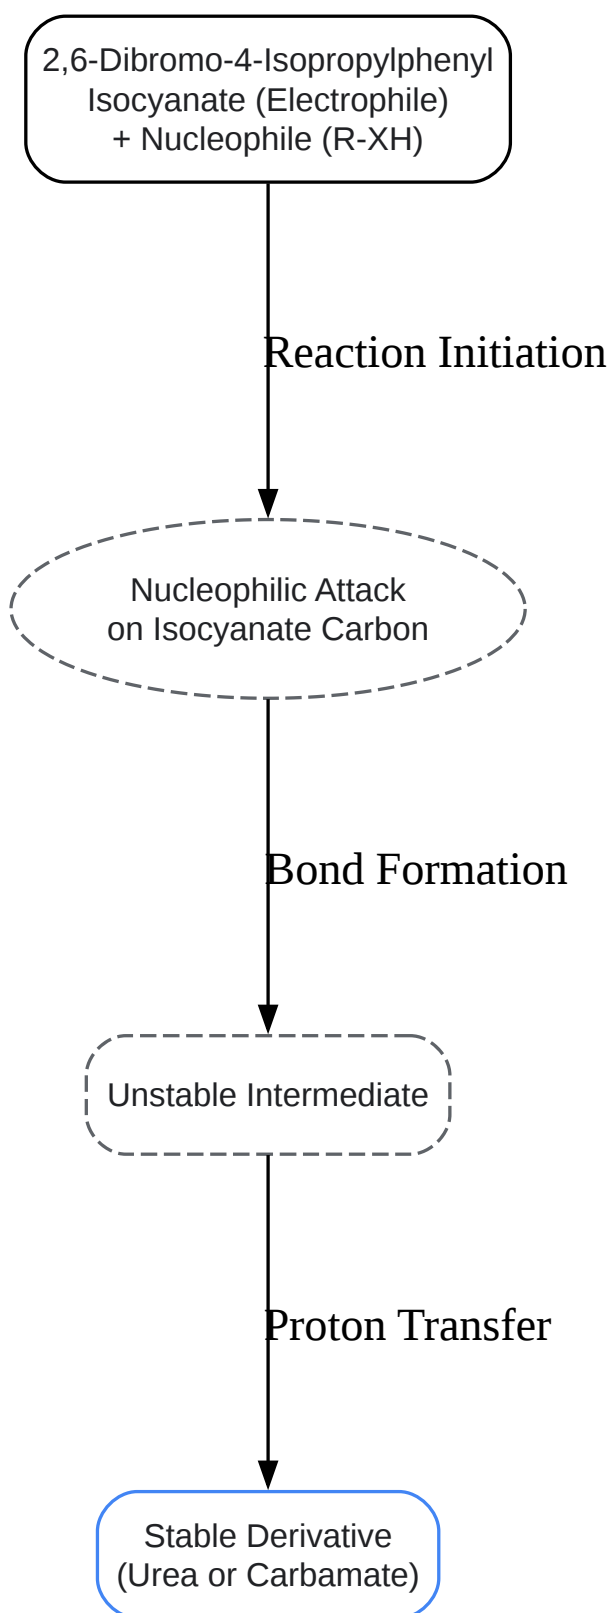 2,6-Dibromo-4-Isopropylphenyl
Isocyanate (Electrophile)
+ Nucleophile (R-XH)
Reaction Initiation
Nucleophilic Attack
on Isocyanate Carbon
Bond Formation
Unstable Intermediate
Proton Transfer
Stable Derivative
(Urea or Carbamate)